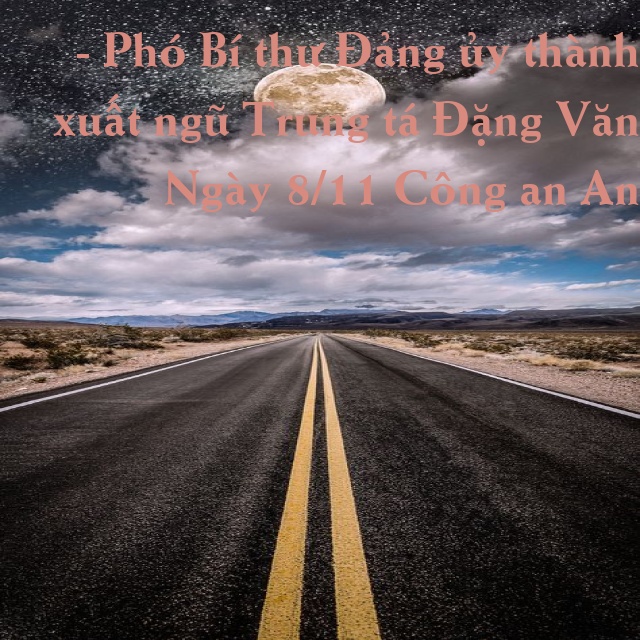 - Phó Bí thư Đảng ủy thành
xuất ngũ Trung tá Đặng Văn
Ngày 8/11 Công an An